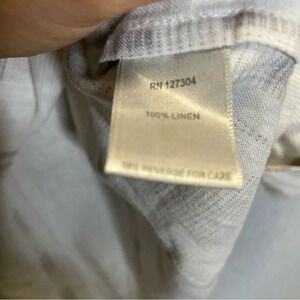 RN 127304
100% LINEN
SEE REVERSE FOR CARE